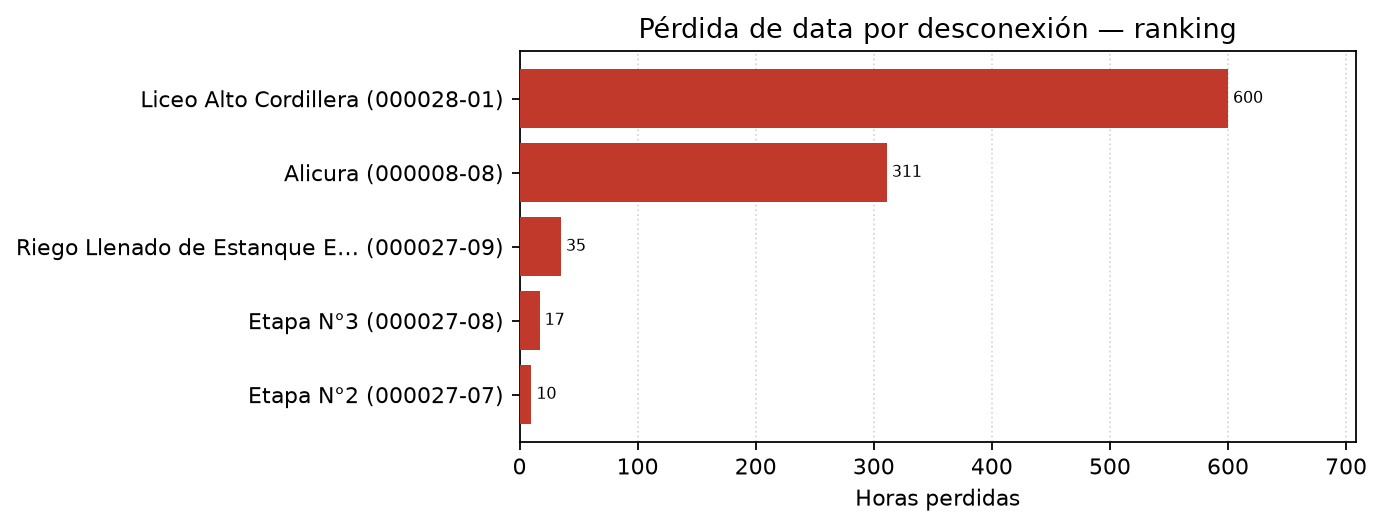 Pérdida de data por desconexión — ranking
Liceo Alto Cordillera (000028-01)
600
Alicura (000008-08)
311
Riego Llenado de Estanque E... (000027-09)
35
Etapa N°3 (000027-08)
17
Etapa N°2 (000027-07)
10
0 100 200 300 400 500 600 700
Horas perdidas